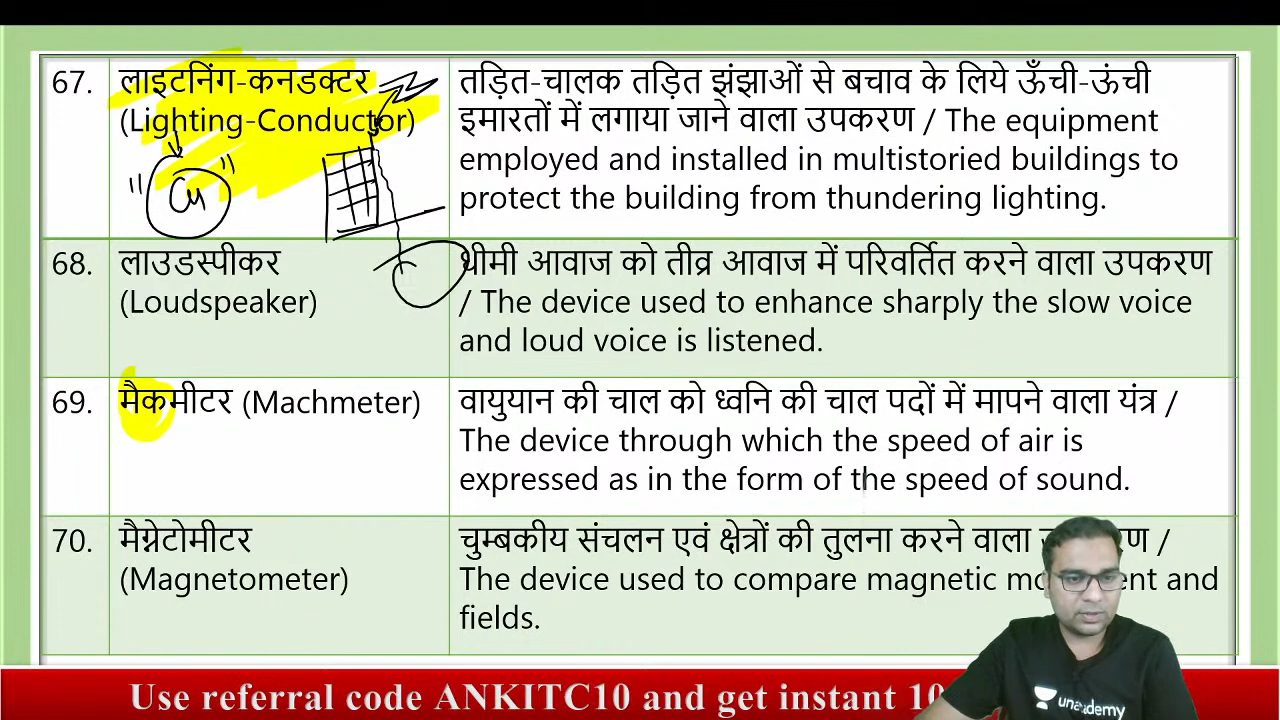 67.
लाइटनिंग-कनडक्टर
(Lighting-Conductor)
Cu
तड़ित-चालक तड़ित झंझाओं से बचाव के लिये ऊँची-ऊंची
इमारतों में लगाया जाने वाला उपकरण / The equipment
employed and installed in multistoried buildings to
protect the building from thundering lighting.
68.
लाउडस्पीकर
(Loudspeaker)
धीमी आवाज को तीव्र आवाज में परिवर्तित करने वाला उपकरण
/ The device used to enhance sharply the slow voice
and loud voice is listened.
69.
मैकमीटर (Machmeter)
वायुयान की चाल को ध्वनि की चाल पदों में मापने वाला यंत्र /
The device through which the speed of air is
expressed as in the form of the speed of sound.
70.
मैग्नेटोमीटर
(Magnetometer)
चुम्बकीय संचलन एवं क्षेत्रों की तुलना करने वाला /
The device used to compare magnetic and
fields.
Use referral code ANKITC10 and get instant 10
unacademy